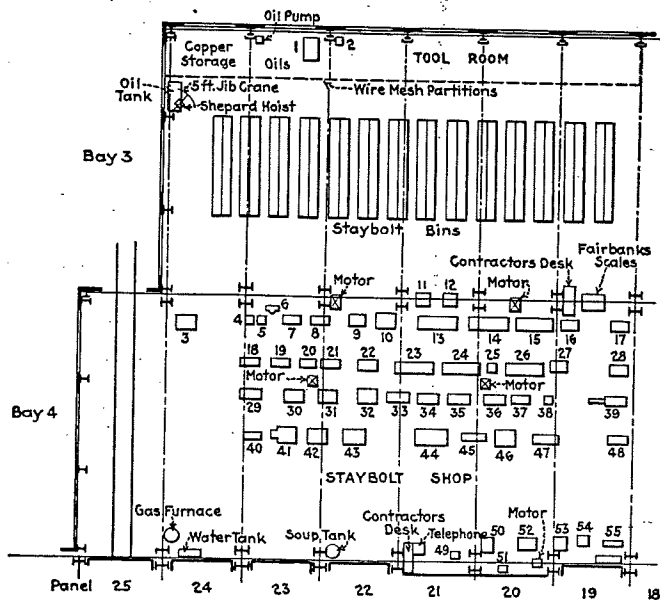 Oil Pump
Copper
Storage
Oils
1
2
TOOL ROOM
Oil
Tank
5 ft. Jib Crane
Shepard Hoist
Wire Mesh Partitions
Bay 3
Staybolt Bins
Contractors Desk
Fairbanks
Scales
Motor
11 12
Motor
3 4 5 6 7 8 9 10 13 14 15 16 17
18 19 20 21 22 23 24 25 26 27 28
Motor
Motor
29 30 31 32 33 34 35 36 37 38 39
Bay 4
40 41 42 43 44 45 46 47 48
STAYBOLT SHOP
Gas Furnace
Water Tank
Soup Tank
Contractors
Desk
Telephone
49
50
51
52
Motor
53 54 55
Panel 25 24 23 22 21 20 19 18